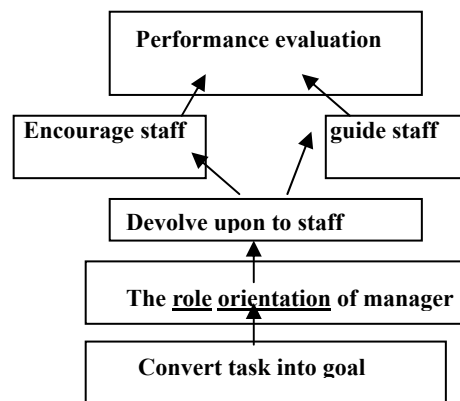 Performance evaluation
Encourage staff
guide staff
Devolve upon to staff
The role orientation of manager
Convert task into goal